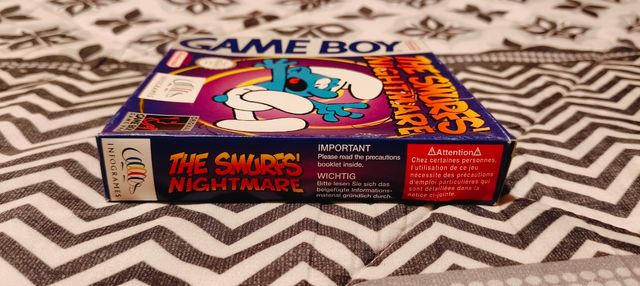 GAME BOY
THE SMURFS'
NIGHTMARE
INFOGRAMES
THE SMURFS'
NIGHTMARE
IMPORTANT
Please read the precautions
booklet inside.
WICHTIG
Bitte lesen Sie sich das
beigefügte Informations-
material gründlich durch.
⚠Attention⚠
Chez certaines personnes,
l'utilisation de ce jeu
nécessite des précautions
d'emploi particulières qui
sont détaillées dans la
notice ci-jointe.